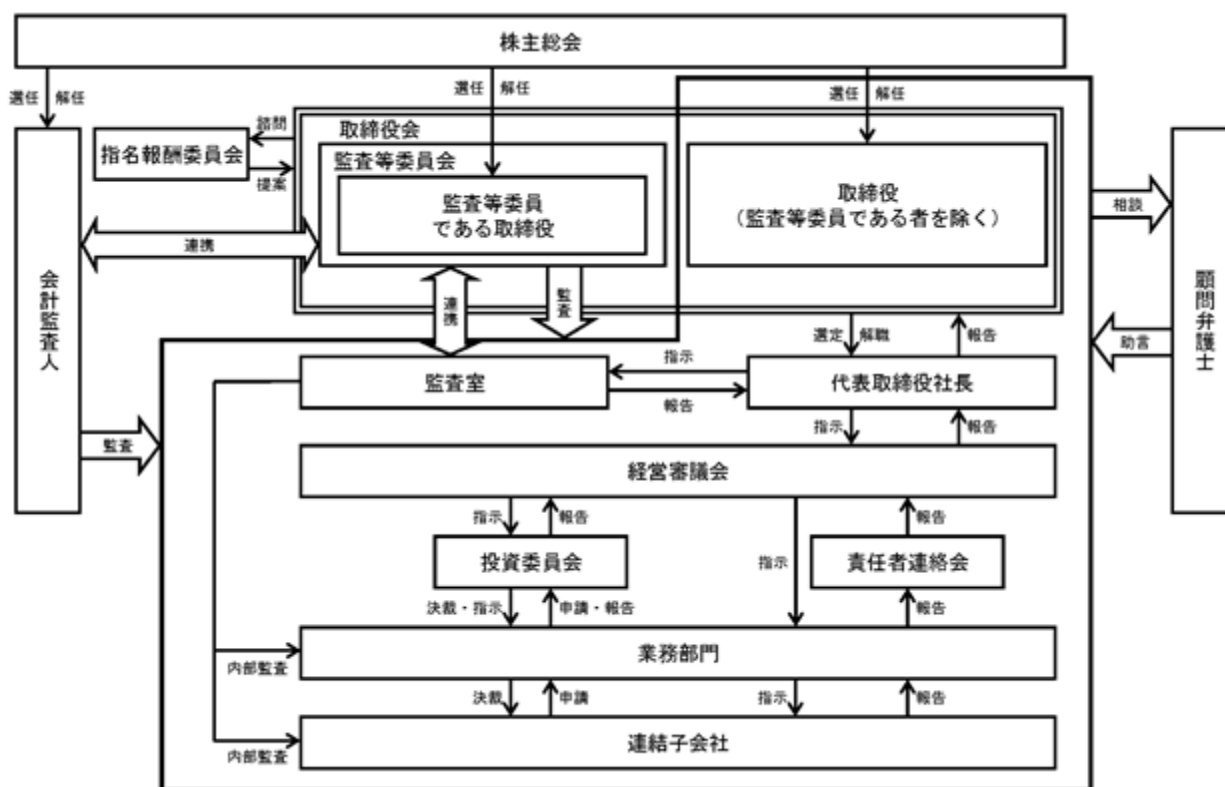 株主総会
選任
解任
選任
解任
選任
解任
諮問
指名報酬委員会
提案
取締役会
監査等委員会
監査等委員
である取締役
取締役
（監査等委員である者を除く）
相談
連携
会計監査人
連携
監査
顧問弁護士
選定
解職
報告
助言
監査室
指示
報告
代表取締役社長
監査
指示
報告
経営審議会
指示
報告
指示
報告
投資委員会
責任者連絡会
決裁・指示
申請・報告
報告
内部監査
業務部門
決裁
申請
指示
報告
内部監査
連結子会社